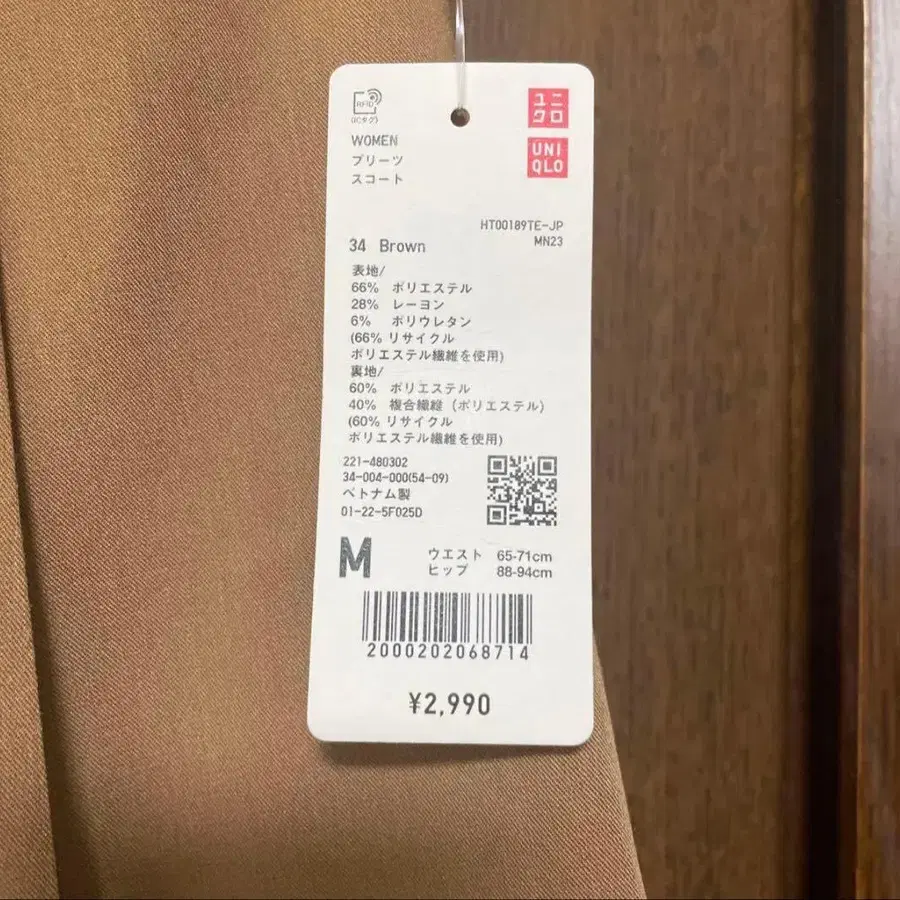 RFID
(ICタグ)
ユニ
クロ
UNI
QLO
WOMEN
プリーツ
スコート
HT00189TE-JP
MN23
34 Brown
表地/
66% ポリエステル
28% レーヨン
6% ポリウレタン
(66% リサイクル
ポリエステル繊維を使用)
裏地/
60% ポリエステル
40% 複合繊維 (ポリエステル)
(60% リサイクル
ポリエステル繊維を使用)
221-480302
34-004-000(54-09)
ベトナム製
01-22-5F025D
M
ウエスト 65-71cm
ヒップ 88-94cm
2000202068714
¥2,990